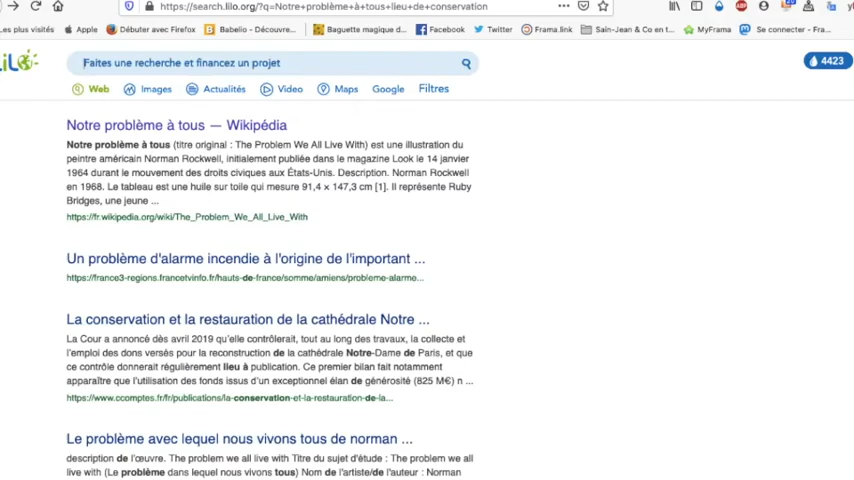 https://search.lilo.org/?q=Notre+problème+à+tous+lieu+de+conservation
Les plus visités Apple Débuter avec Firefox Babelio - Découvre... Baguette magique d... Facebook Twitter Frama.link Sain-Jean & Co en t... MyFrama Se connecter - Fra...
Faites une recherche et financez un projet
4423
Web Images Actualités Video Maps Google Filtres
Notre problème à tous — Wikipédia
Notre problème à tous (titre original : The Problem We All Live With) est une illustration du
peintre américain Norman Rockwell, initialement publiée dans le magazine Look le 14 janvier
1964 durant le mouvement des droits civiques aux États-Unis. Description. Norman Rockwell
en 1968. Le tableau est une huile sur toile qui mesure 91,4 × 147,3 cm [1]. Il représente Ruby
Bridges, une jeune ...
https://fr.wikipedia.org/wiki/The_Problem_We_All_Live_With
Un problème d'alarme incendie à l'origine de l'important ...
https://france3-regions.francetvinfo.fr/hauts-de-france/somme/amiens/probleme-alarme...
La conservation et la restauration de la cathédrale Notre ...
La Cour a annoncé dès avril 2019 qu'elle contrôlerait, tout au long des travaux, la collecte et
l'emploi des dons versés pour la reconstruction de la cathédrale Notre-Dame de Paris, et que
ce contrôle donnerait régulièrement lieu à publication. Ce premier bilan fait notamment
apparaître que l'utilisation des fonds issus d'un exceptionnel élan de générosité (825 M€) n ...
https://www.ccomptes.fr/fr/publications/la-conservation-et-la-restauration-de-la...
Le problème avec lequel nous vivons tous de norman ...
description de l'œuvre. The problem we all live with Titre du sujet d'étude : The problem we all
live with (Le problème dans lequel nous vivons tous) Nom de l'artiste/de l'auteur : Norman